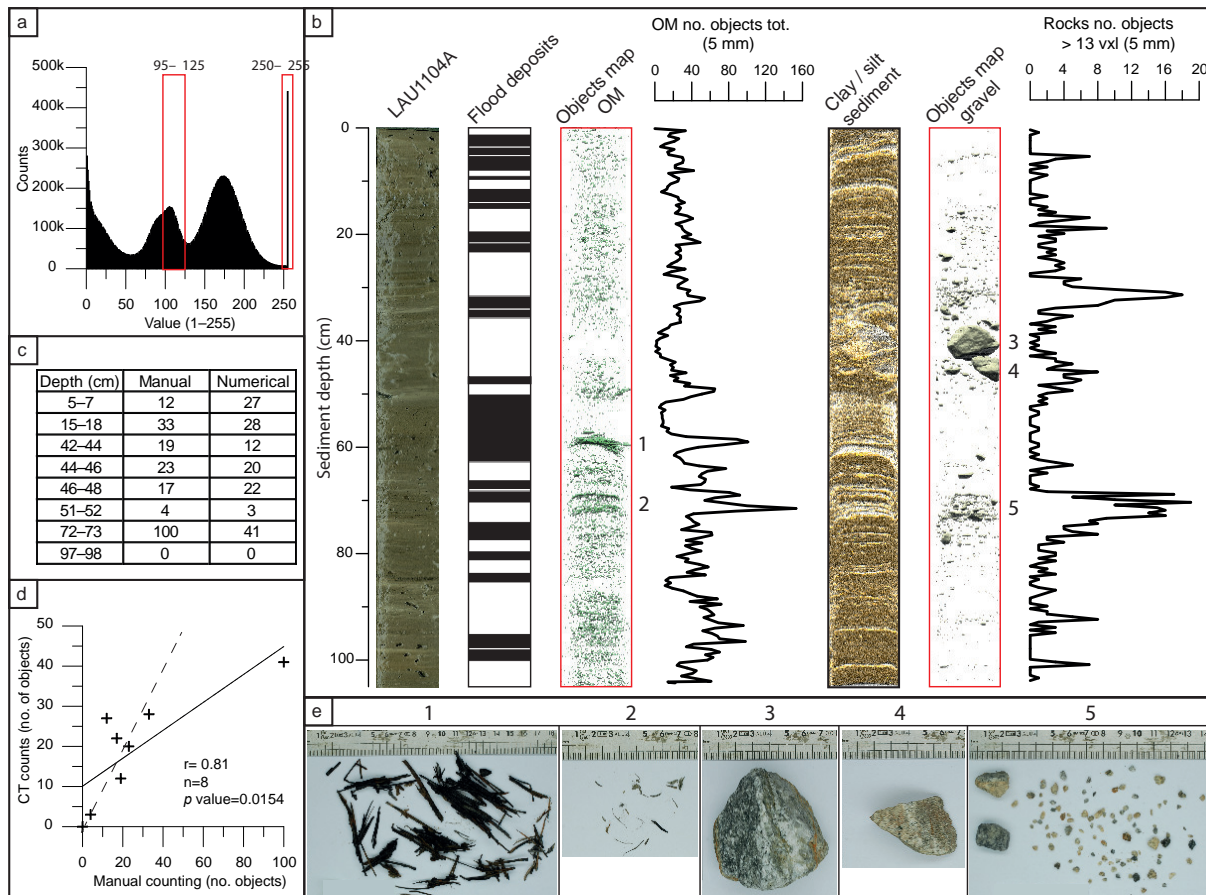 a
95– 125
250– 255
500k
400k
300k
200k
100k
0
Counts
0 50 100 150 200 250
Value (1–255)
b
LAU1104A
Flood deposits
Objects map
OM
OM no. objects tot.
(5 mm)
0 40 80 120 160
Clay / silt
sediment
Objects map
gravel
Rocks no. objects
> 13 vxl (5 mm)
0 4 8 12 16 20
0
20
40
60
80
100
Sediment depth (cm)
1
2
3
4
5
c
Depth (cm) Manual Numerical
5–7 12 27
15–18 33 28
42–44 19 12
44–46 23 20
46–48 17 22
51–52 4 3
72–73 100 41
97–98 0 0
d
50
40
30
20
10
0
CT counts (no. of objects)
r= 0.81
n=8
p value=0.0154
0 20 40 60 80 100
Manual counting (no. objects)
e
1 2 3 4 5